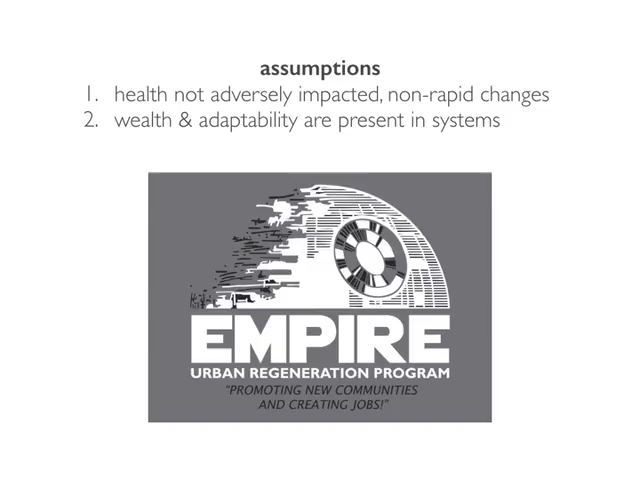 assumptions
1. health not adversely impacted, non-rapid changes
2. wealth & adaptability are present in systems
EMPIRE
URBAN REGENERATION PROGRAM
"PROMOTING NEW COMMUNITIES
AND CREATING JOBS!"